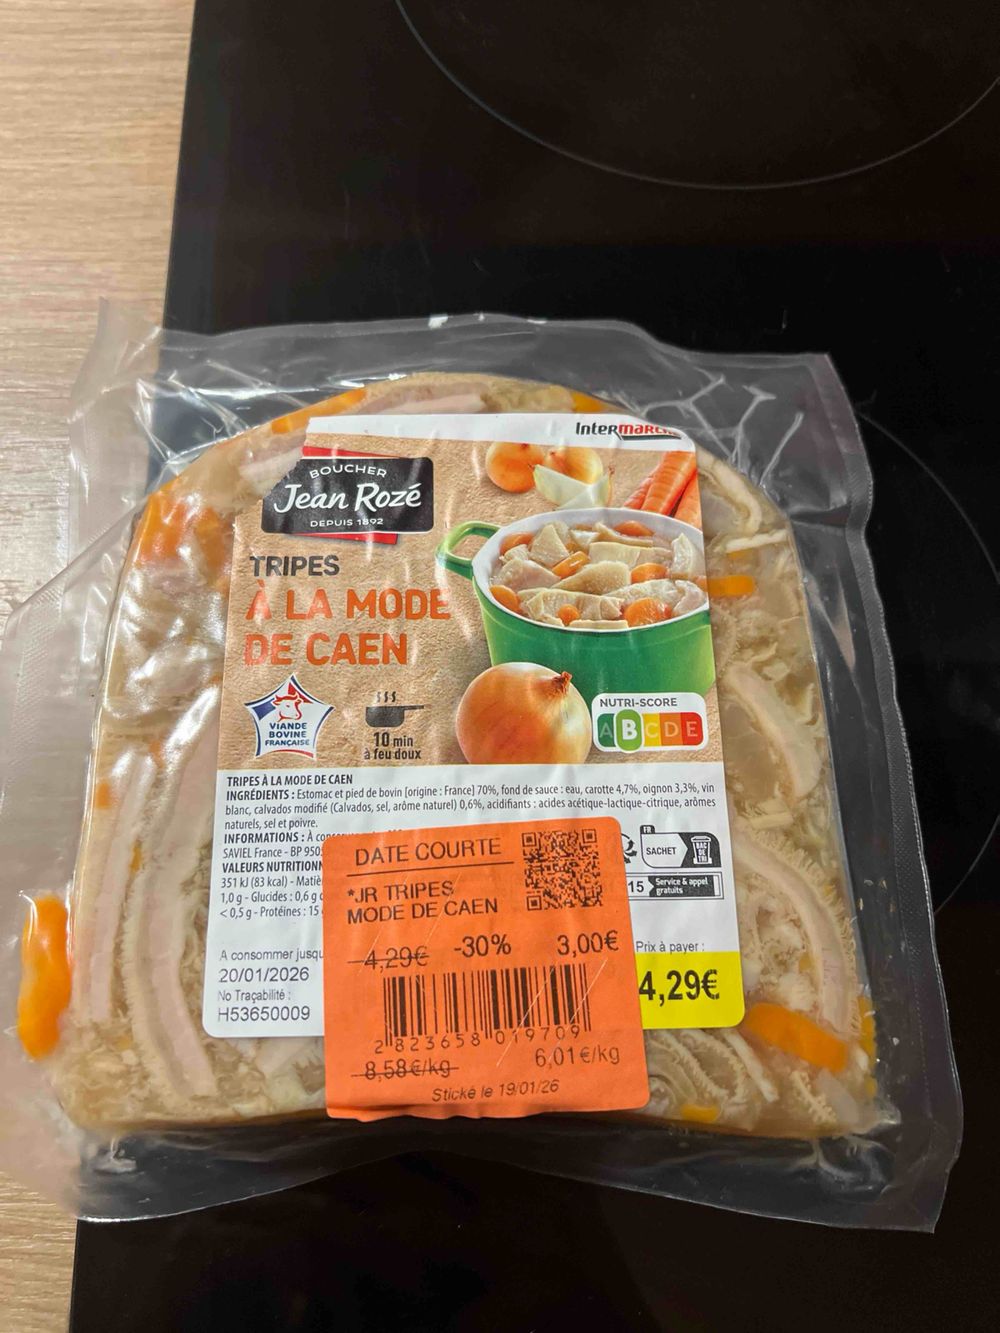 Intermarc
BOUCHER
Jean Rozé
DEPUIS 1892
TRIPES
À LA MODE
DE CAEN
VIANDE
BOVINE
FRANÇAISE
10 min
à feu doux
NUTRI-SCORE
A B C D E
TRIPES À LA MODE DE CAEN
INGRÉDIENTS : Estomac et pied de bovin [origine : France] 70%, fond de sauce : eau, carotte 4,7%, oignon 3,3%, vin
blanc, calvados modifié (Calvados, sel, arôme naturel) 0,6%, acidifiants : acides acétique-lactique-citrique, arômes
naturels, sel et poivre.
INFORMATIONS : À
SAVIEL France - BP 950
VALEURS NUTRITIONN
351 kJ (83 kcal) - Matiè
1,0 g - Glucides : 0,6 g
< 0,5 g - Protéines : 15
FR
SACHET
BAC
DE
TRI
15 Service & appel
gratuits
A consommer jusqu
20/01/2026
No Traçabilité :
H53650009
Prix à payer :
4,29€
DATE COURTE
*JR TRIPES
MODE DE CAEN
4,29€ -30% 3,00€
2 823658 019709
8,58€/kg 6,01€/kg
Stické le 19/01/26